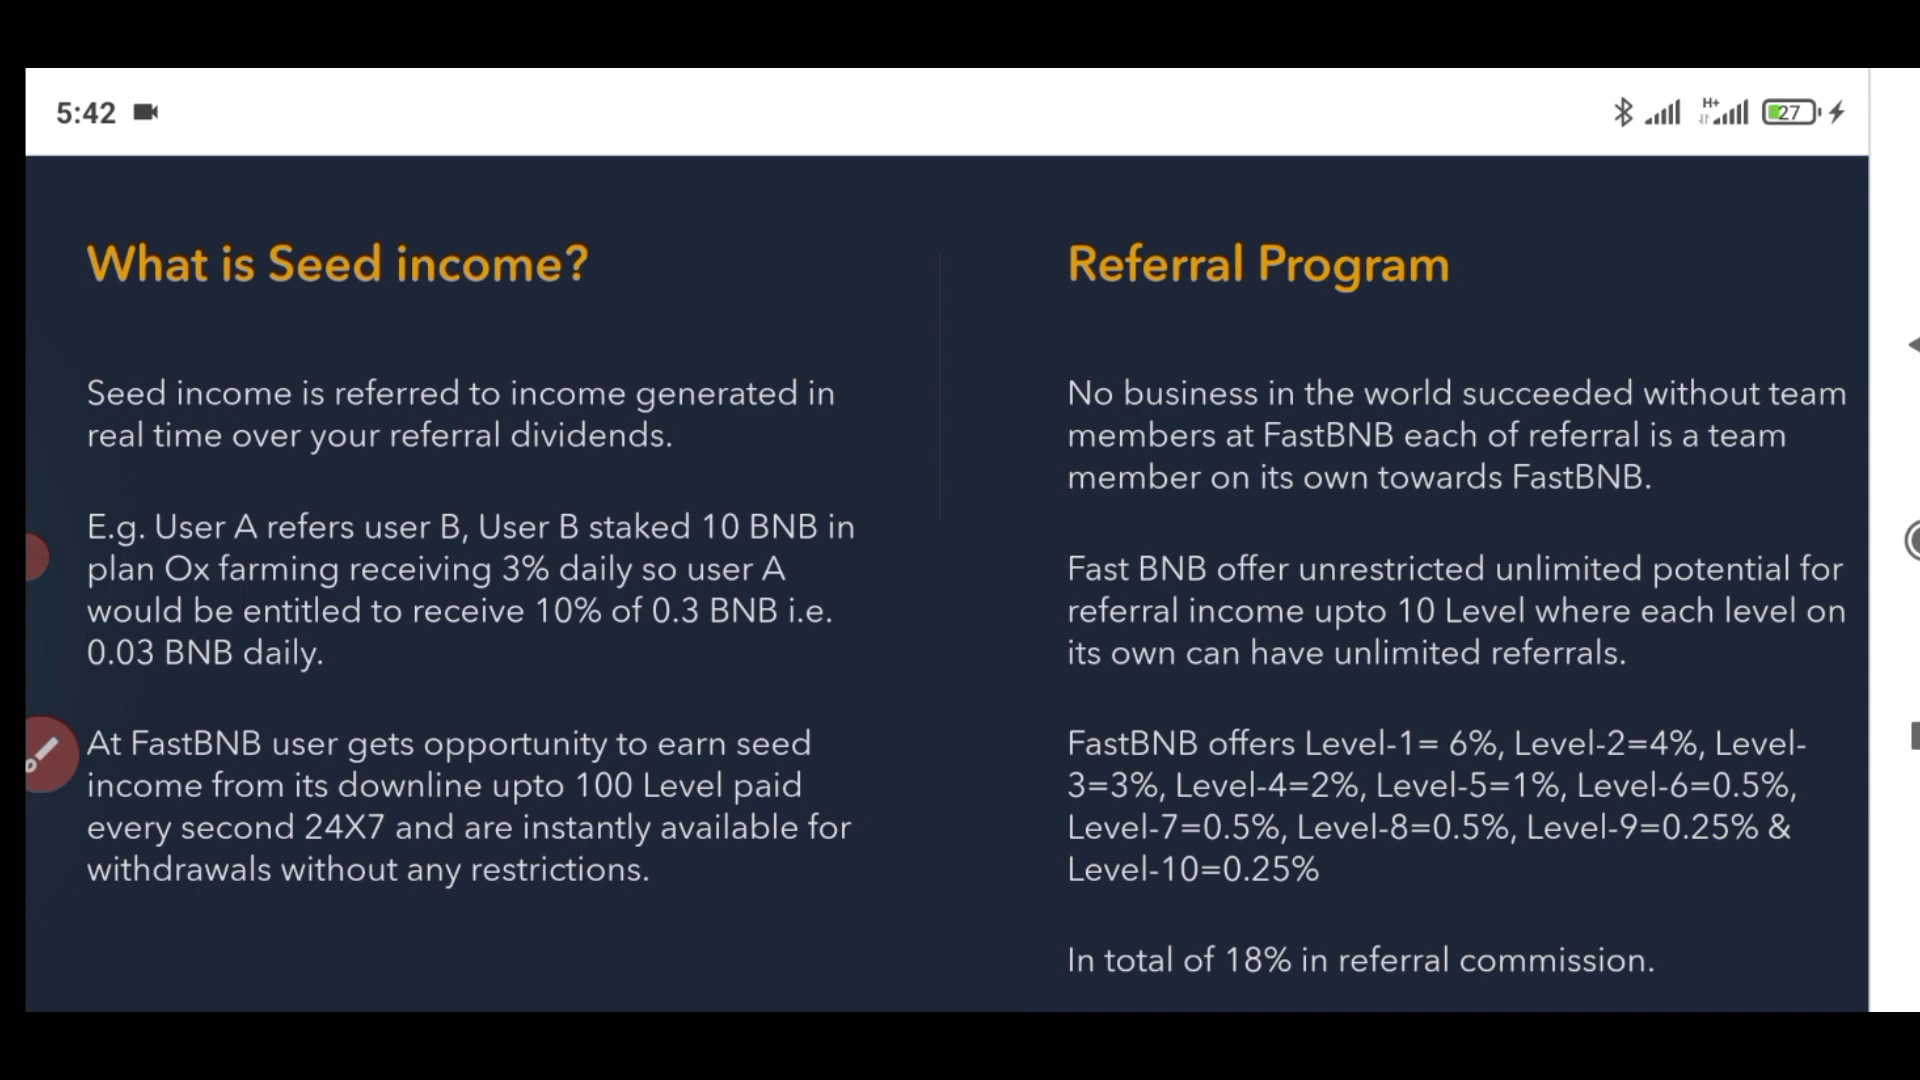 5:42
H+
27
What is Seed income?
Seed income is referred to income generated in
real time over your referral dividends.
E.g. User A refers user B, User B staked 10 BNB in
plan Ox farming receiving 3% daily so user A
would be entitled to receive 10% of 0.3 BNB i.e.
0.03 BNB daily.
At FastBNB user gets opportunity to earn seed
income from its downline upto 100 Level paid
every second 24X7 and are instantly available for
withdrawals without any restrictions.
Referral Program
No business in the world succeeded without team
members at FastBNB each of referral is a team
member on its own towards FastBNB.
Fast BNB offer unrestricted unlimited potential for
referral income upto 10 Level where each level on
its own can have unlimited referrals.
FastBNB offers Level-1= 6%, Level-2=4%, Level-
3=3%, Level-4=2%, Level-5=1%, Level-6=0.5%,
Level-7=0.5%, Level-8=0.5%, Level-9=0.25% &
Level-10=0.25%
In total of 18% in referral commission.